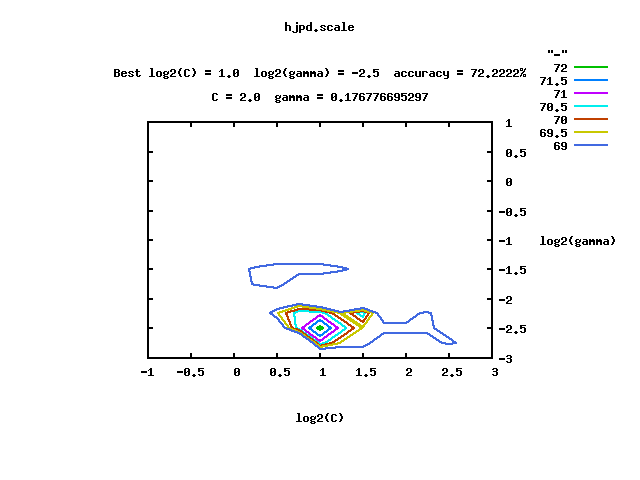 hjpd.scale
Best log2(C) = 1.0  log2(gamma) = -2.5  accuracy = 72.2222%
C = 2.0  gamma = 0.176776695297
"-"
72
71.5
71
70.5
70
69.5
69
1
0.5
0
-0.5
-1
-1.5
-2
-2.5
-3
log2(gamma)
-1 -0.5 0 0.5 1 1.5 2 2.5 3
log2(C)